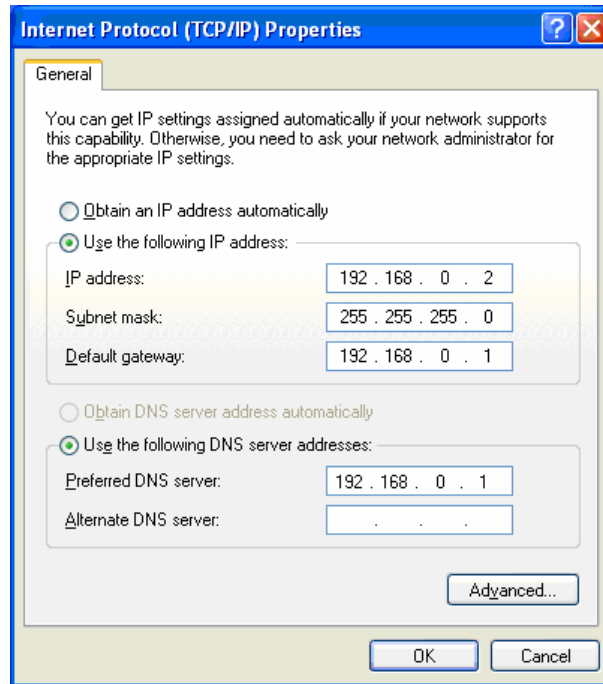 Internet Protocol (TCP/IP) Properties
General
You can get IP settings assigned automatically if your network supports
this capability. Otherwise, you need to ask your network administrator for
the appropriate IP settings.
Obtain an IP address automatically
Use the following IP address:
IP address: 192 . 168 . 0 . 2
Subnet mask: 255 . 255 . 255 . 0
Default gateway: 192 . 168 . 0 . 1
Obtain DNS server address automatically
Use the following DNS server addresses:
Preferred DNS server: 192 . 168 . 0 . 1
Alternate DNS server: . . .
Advanced...
OK Cancel